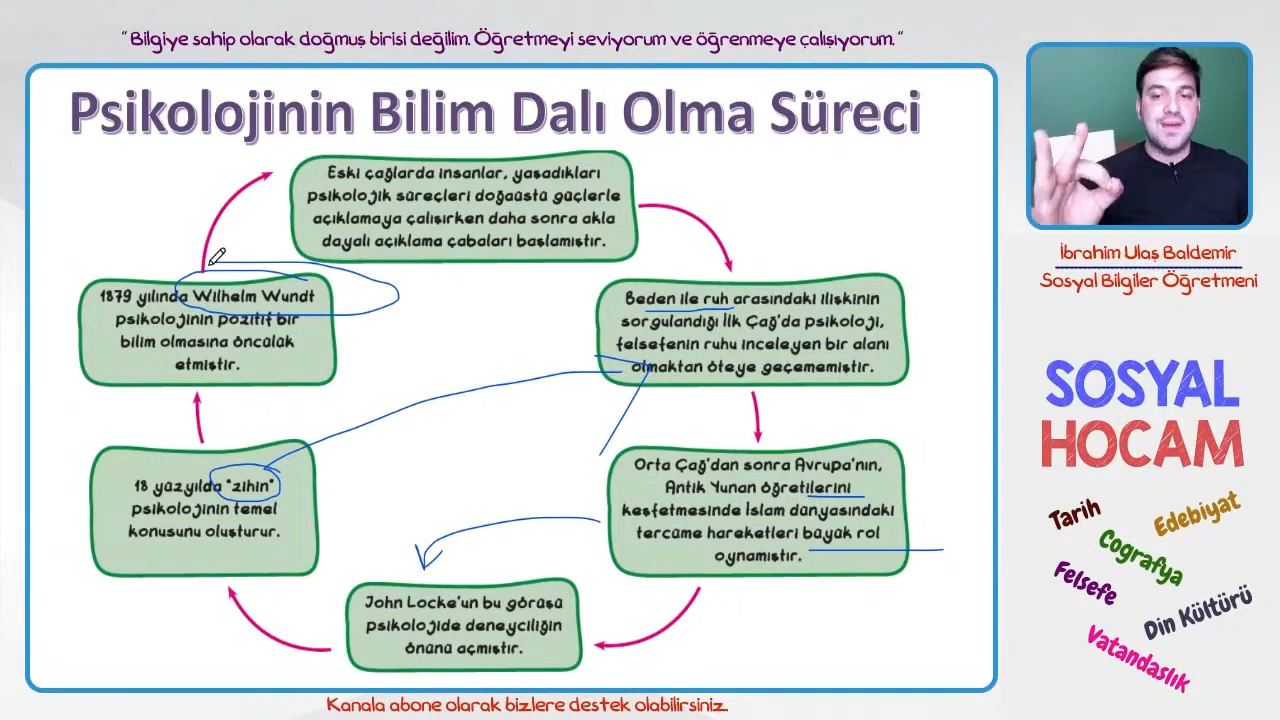 “Bilgiye sahip olarak doğmuş birisi değilim. Öğretmeyi seviyorum ve öğrenmeye çalışıyorum.”
Psikolojinin Bilim Dalı Olma Süreci
Eski çağlarda insanlar, yaşadıkları
psikolojik süreçleri doğaüstü güçlerle
açıklamaya çalışırken daha sonra akla
dayalı açıklama çabaları başlamıştır.
Beden ile ruh arasındaki ilişkinin
sorgulandığı İlk Çağ'da psikoloji,
felsefenin ruhu inceleyen bir alanı
olmaktan öteye geçememiştir.
Orta Çağ'dan sonra Avrupa'nın,
Antik Yunan öğretilerini
keşfetmesinde İslam dünyasındaki
tercüme hareketleri büyük rol
oynamıştır.
John Locke'un bu görüşü
psikolojide deneyciliğin
önünü açmıştır.
18 yüzyılda "zihin"
psikolojinin temel
konusunu oluşturur.
1879 yılında Wilhelm Wundt
psikolojinin pozitif bir
bilim olmasına öncülük
etmiştir.
İbrahim Ulaş Baldemir
Sosyal Bilgiler Öğretmeni
SOSYAL
HOCAM
Tarih
Edebiyat
Coğrafya
Felsefe
Din Kültürü
Vatandaşlık
Kanala abone olarak bizlere destek olabilirsiniz.